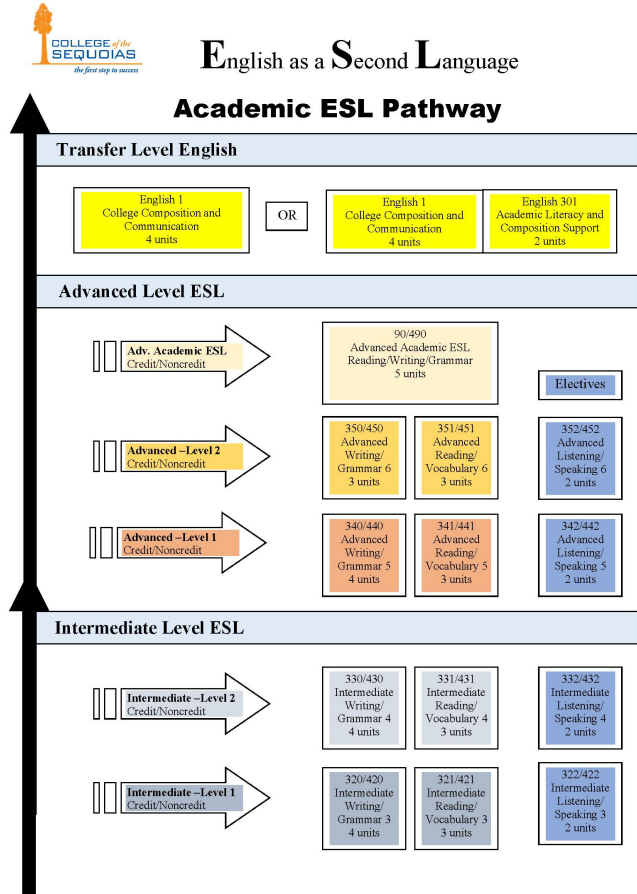 COLLEGE of the
SEQUOIAS
the first step to success
English as a Second Language
Academic ESL Pathway
Transfer Level English
English 1
College Composition and
Communication
4 units
OR
English 1
College Composition and
Communication
4 units
English 301
Academic Literacy and
Composition Support
2 units
Advanced Level ESL
Adv. Academic ESL
Credit/Noncredit
90/490
Advanced Academic ESL
Reading/Writing/Grammar
5 units
Electives
Advanced –Level 2
Credit/Noncredit
350/450
Advanced
Writing/
Grammar 6
3 units
351/451
Advanced
Reading/
Vocabulary 6
3 units
352/452
Advanced
Listening/
Speaking 6
2 units
Advanced –Level 1
Credit/Noncredit
340/440
Advanced
Writing/
Grammar 5
4 units
341/441
Advanced
Reading/
Vocabulary 5
3 units
342/442
Advanced
Listening/
Speaking 5
2 units
Intermediate Level ESL
Intermediate –Level 2
Credit/Noncredit
330/430
Intermediate
Writing/
Grammar 4
4 units
331/431
Intermediate
Reading/
Vocabulary 4
3 units
332/432
Intermediate
Listening/
Speaking 4
2 units
Intermediate –Level 1
Credit/Noncredit
320/420
Intermediate
Writing/
Grammar 3
4 units
321/421
Intermediate
Reading/
Vocabulary 3
3 units
322/422
Intermediate
Listening/
Speaking 3
2 units